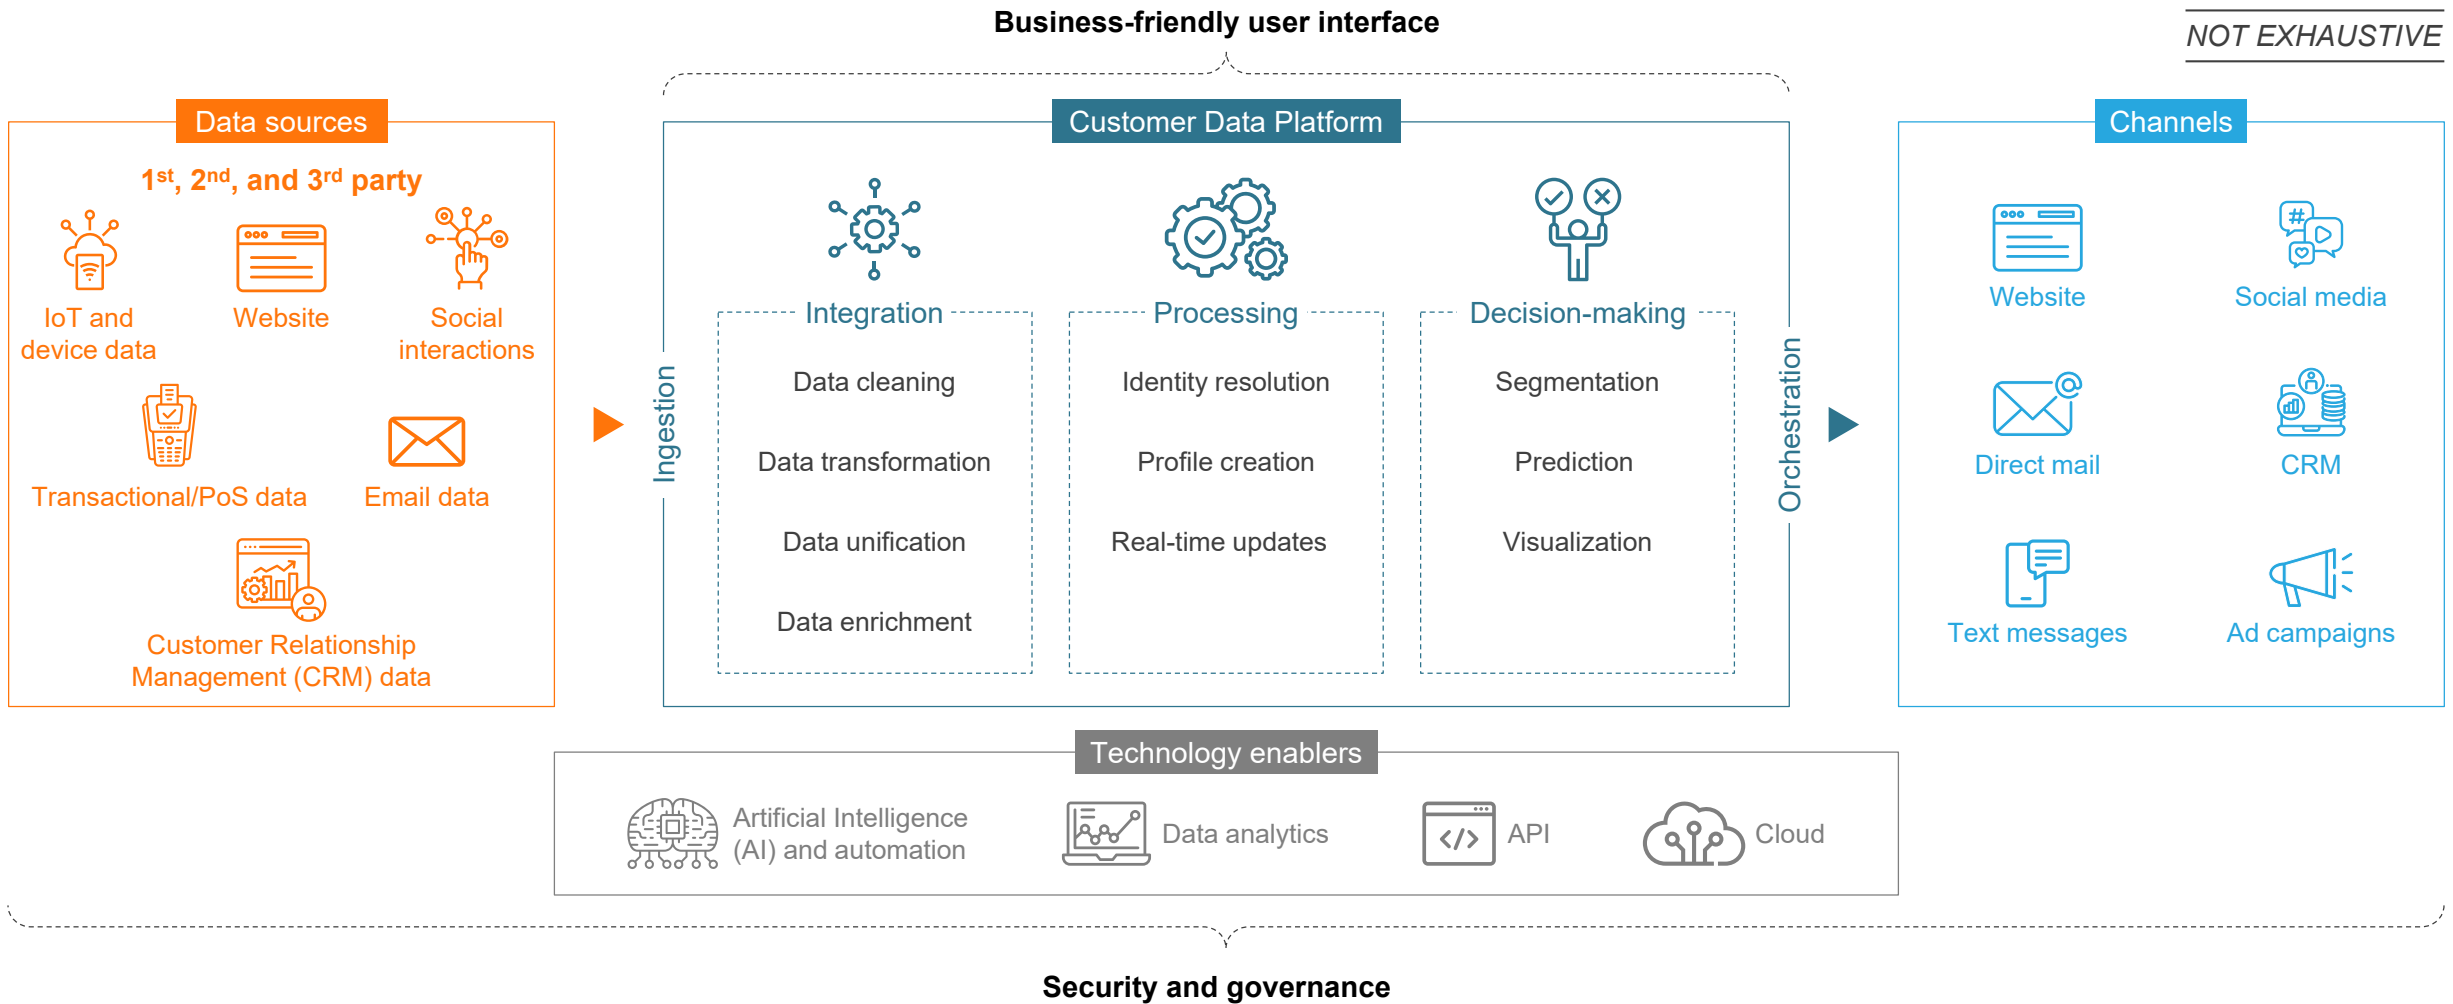 Business-friendly user interface
NOT EXHAUSTIVE
Data sources
1st, 2nd, and 3rd party
IoT and
device data
Website
Social
interactions
Transactional/PoS data
Email data
Customer Relationship
Management (CRM) data
Customer Data Platform
Ingestion
Integration
Data cleaning
Data transformation
Data unification
Data enrichment
Processing
Identity resolution
Profile creation
Real-time updates
Decision-making
Segmentation
Prediction
Visualization
Orchestration
Channels
Website
Social media
Direct mail
CRM
Text messages
Ad campaigns
Technology enablers
Artificial Intelligence
(AI) and automation
Data analytics
API
Cloud
Security and governance